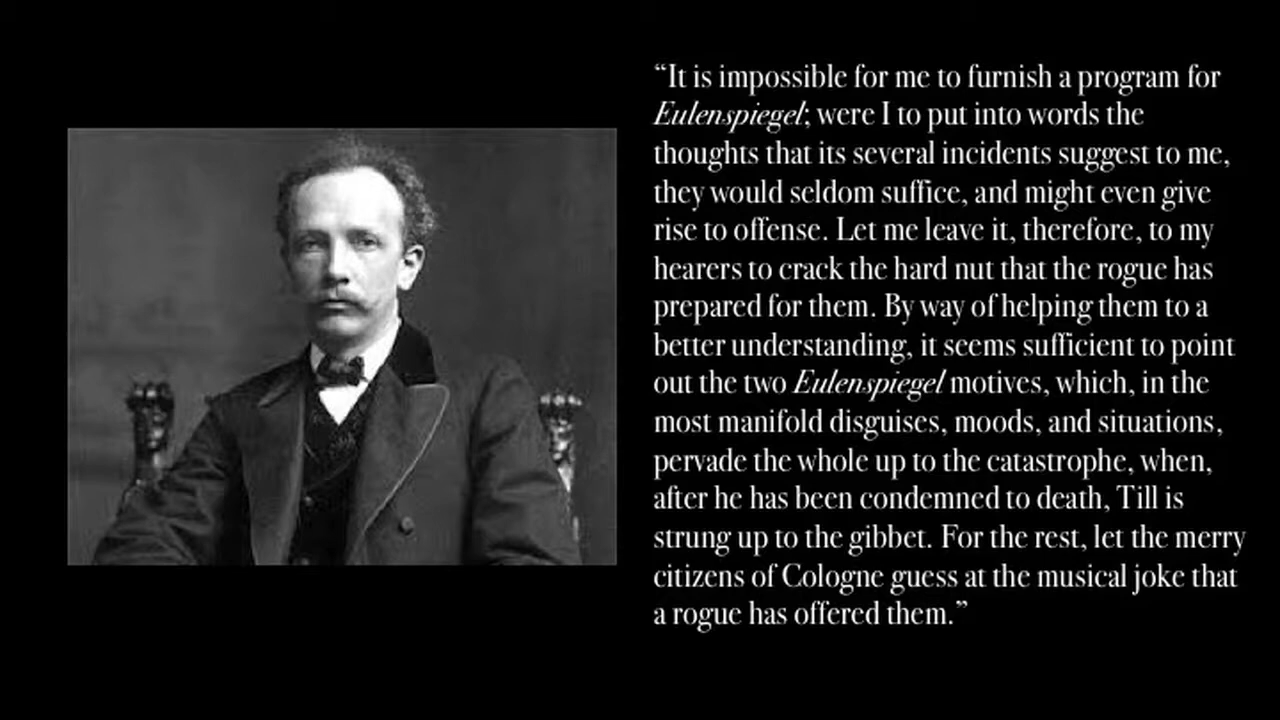 “It is impossible for me to furnish a program for
Eulenspiegel; were I to put into words the
thoughts that its several incidents suggest to me,
they would seldom suffice, and might even give
rise to offense. Let me leave it, therefore, to my
hearers to crack the hard nut that the rogue has
prepared for them. By way of helping them to a
better understanding, it seems sufficient to point
out the two Eulenspiegel motives, which, in the
most manifold disguises, moods, and situations,
pervade the whole up to the catastrophe, when,
after he has been condemned to death, Till is
strung up to the gibbet. For the rest, let the merry
citizens of Cologne guess at the musical joke that
a rogue has offered them.”